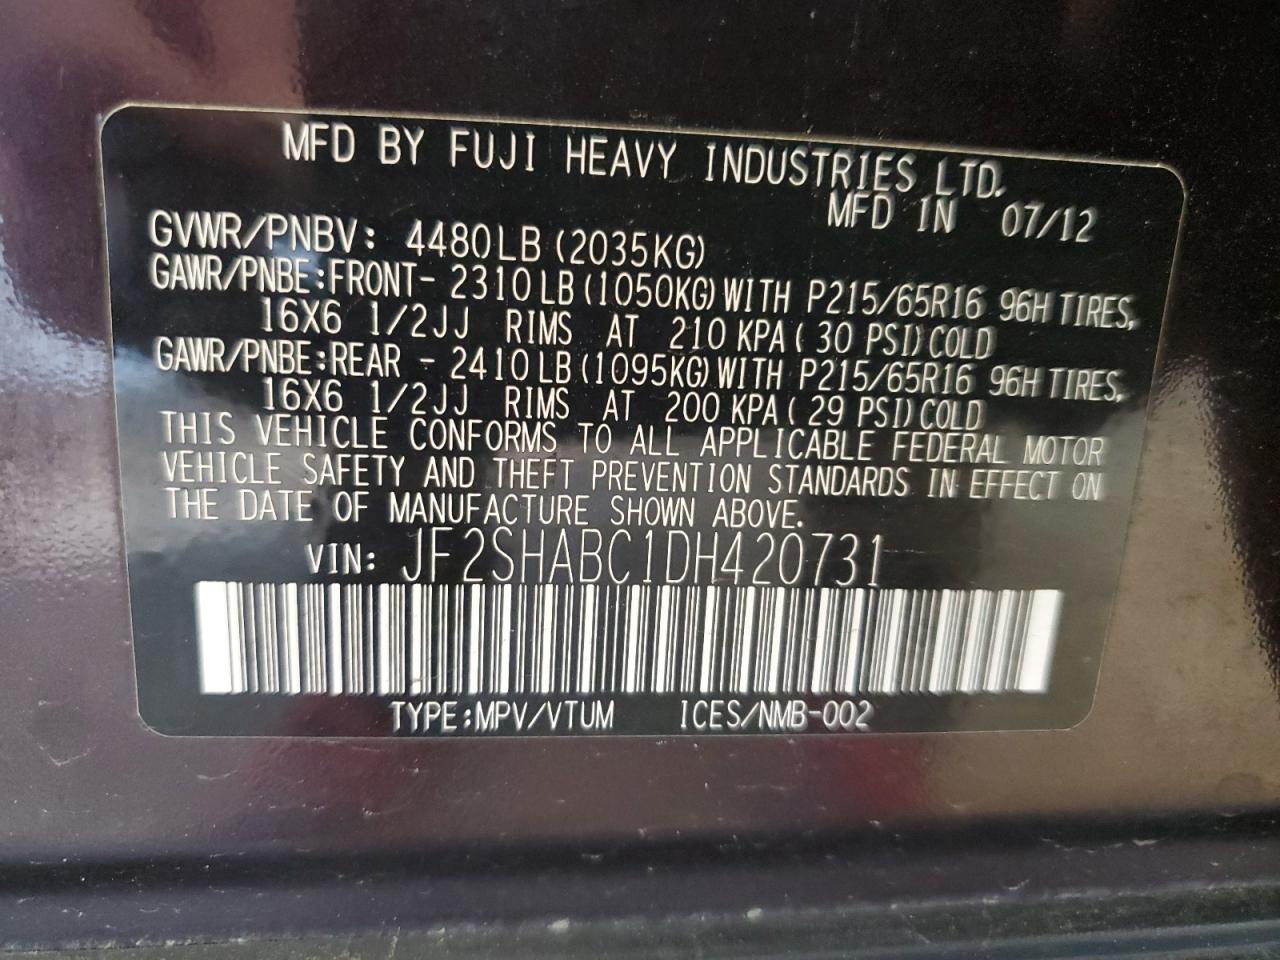 MFD BY FUJI HEAVY INDUSTRIES LTD.
MFD IN 07/12
GVWR/PNBV: 4480LB (2035KG)
GAWR/PNBE:FRONT- 2310LB(1050KG)WITH P215/65R16 96H TIRES,
16X6 1/2JJ RIMS AT 210 KPA( 30 PSI)COLD
GAWR/PNBE:REAR - 2410LB(1095KG)WITH P215/65R16 96H TIRES,
16X6 1/2JJ RIMS AT 200 KPA( 29 PSI)COLD
THIS VEHICLE CONFORMS TO ALL APPLICABLE FEDERAL MOTOR
VEHICLE SAFETY AND THEFT PREVENTION STANDARDS IN EFFECT ON
THE DATE OF MANUFACTURE SHOWN ABOVE.
VIN: JF2SHABC1DH420731
TYPE:MPV/VTUM ICES/NMB-002